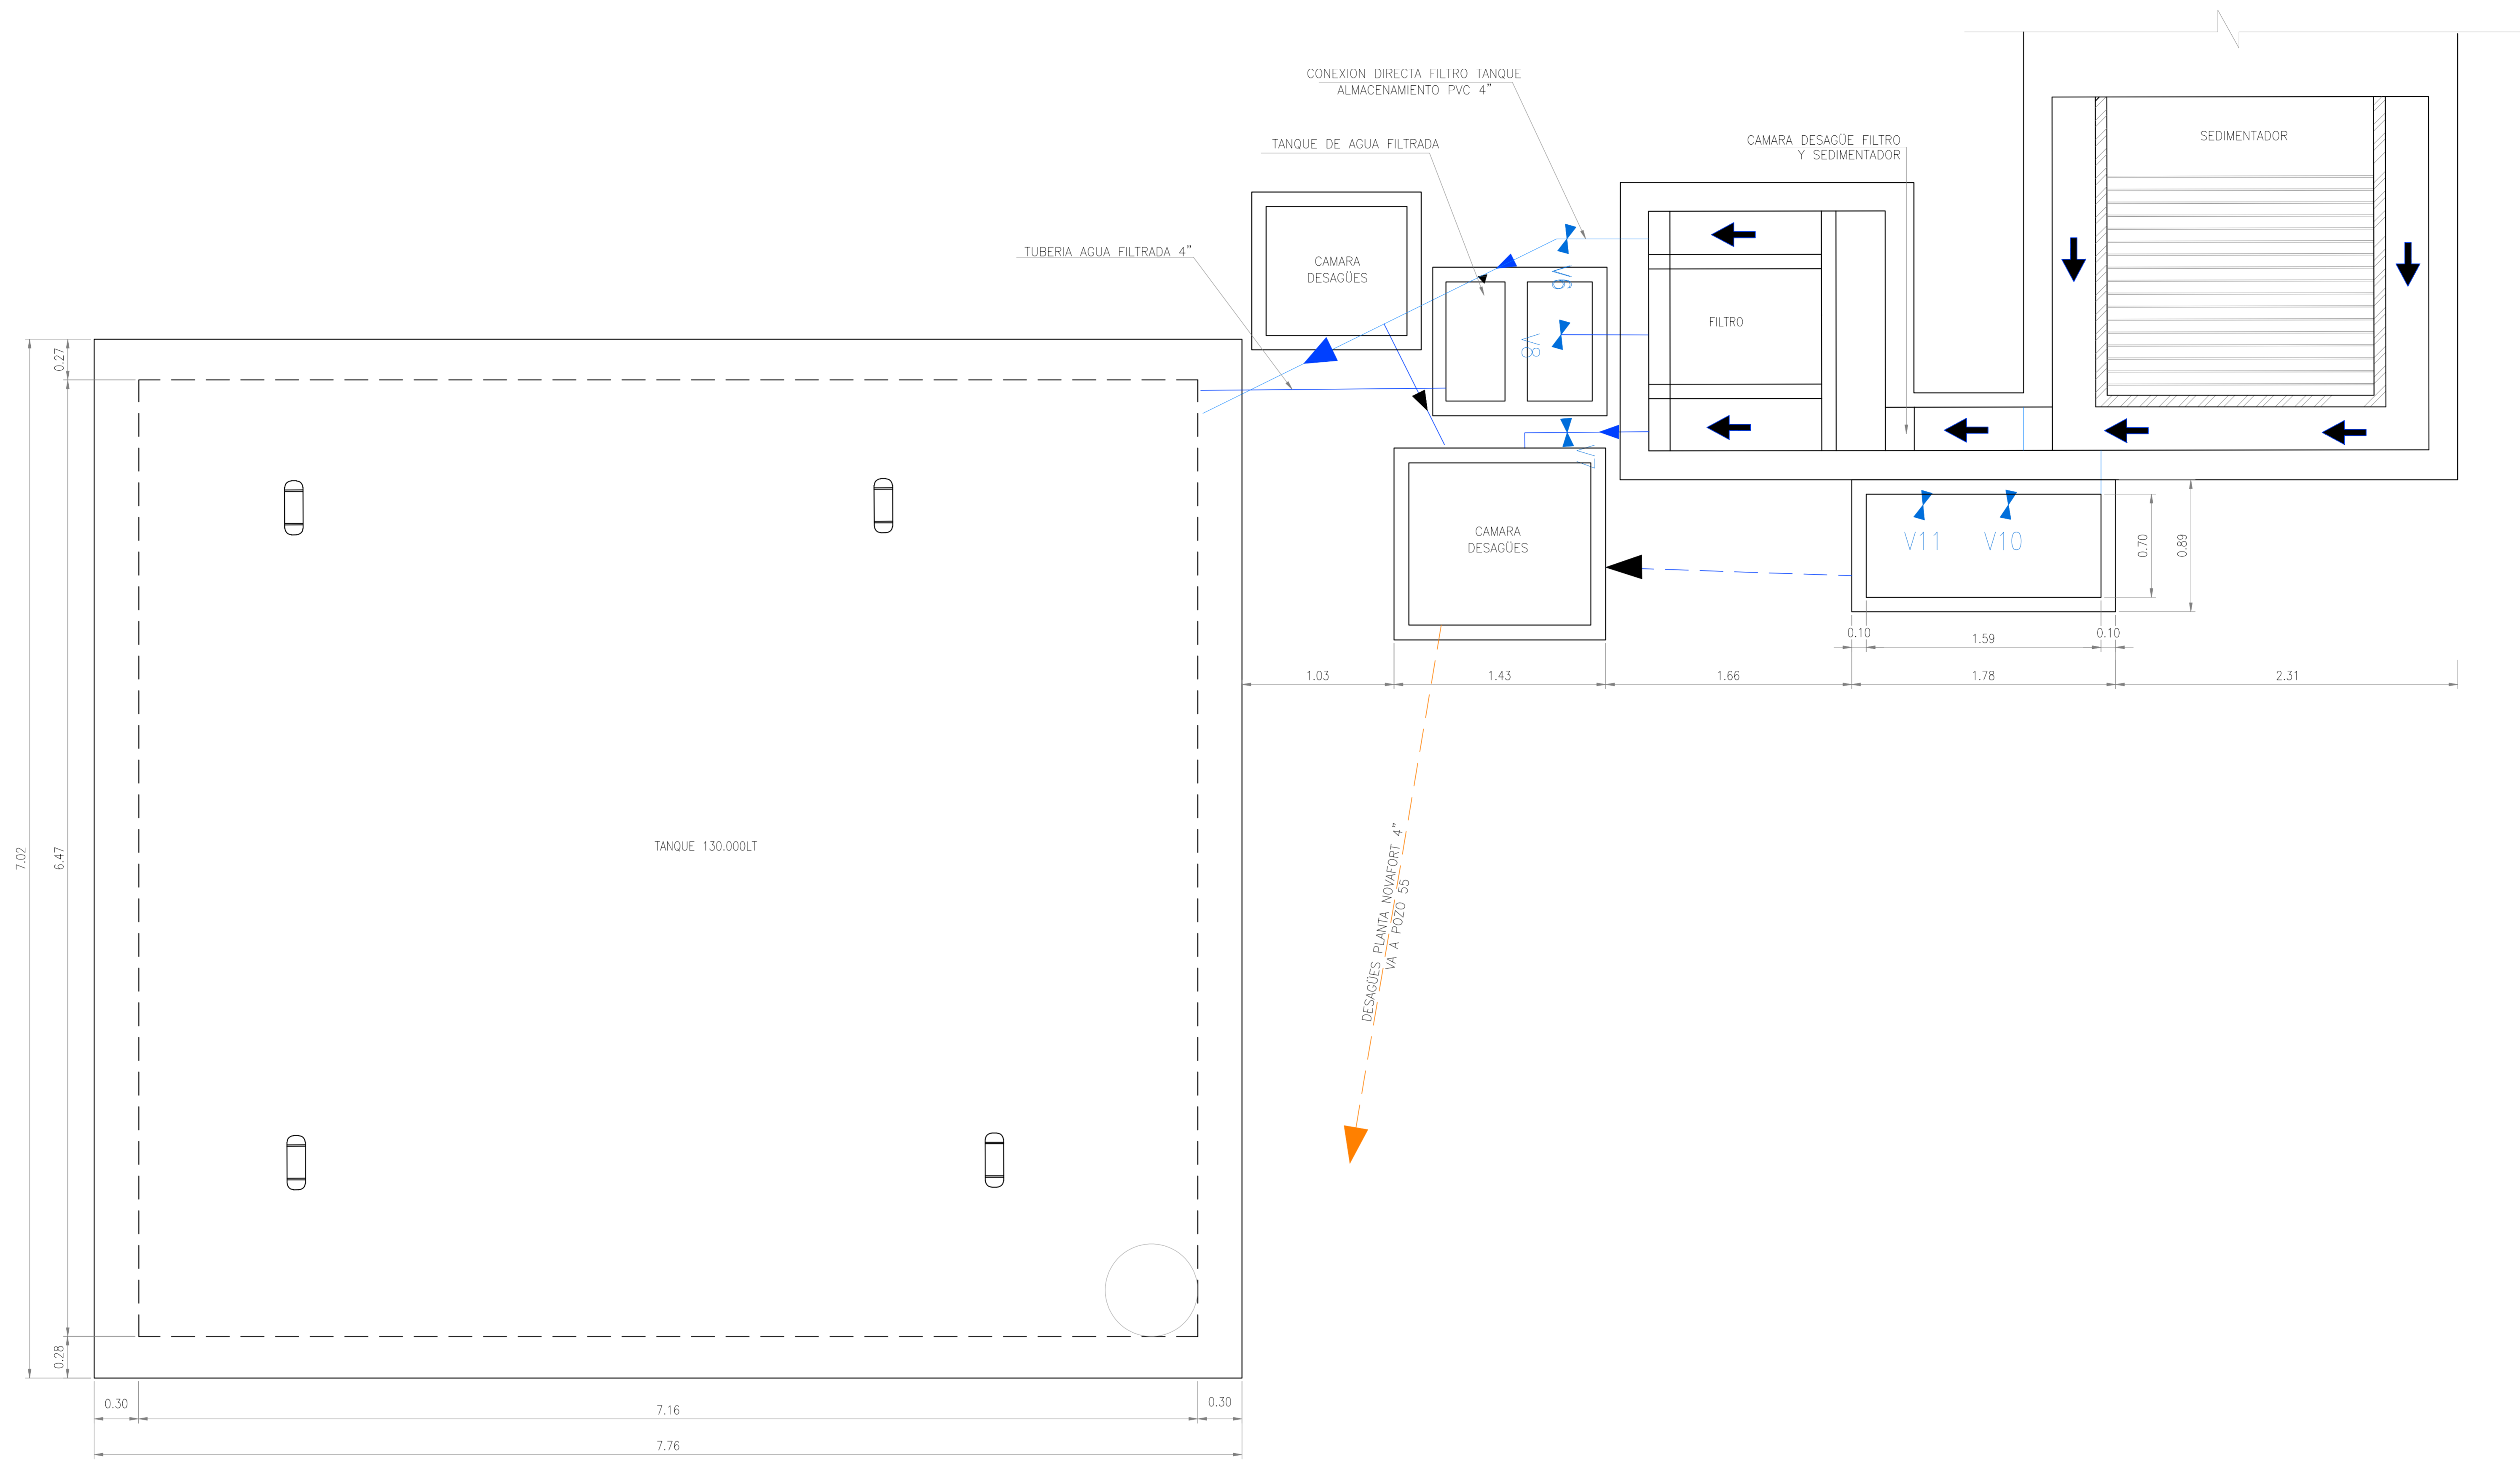 CONEXION DIRECTA FILTRO TANQUE
ALMACENAMIENTO PVC 4"
TANQUE DE AGUA FILTRADA
CAMARA DESAGÜE FILTRO
Y SEDIMENTADOR
SEDIMENTADOR
TUBERIA AGUA FILTRADA 4"
CAMARA
DESAGÜES
V6
V8
FILTRO
V7
CAMARA
DESAGÜES
V11
V10
0.70
0.89
0.10
1.59
0.10
1.03
1.43
1.66
1.78
2.31
0.27
7.02
6.47
0.28
TANQUE 130.000LT
DESAGÜES PLANTA NOVAFORT 4"
VA A POZO 55
0.30
7.16
0.30
7.76